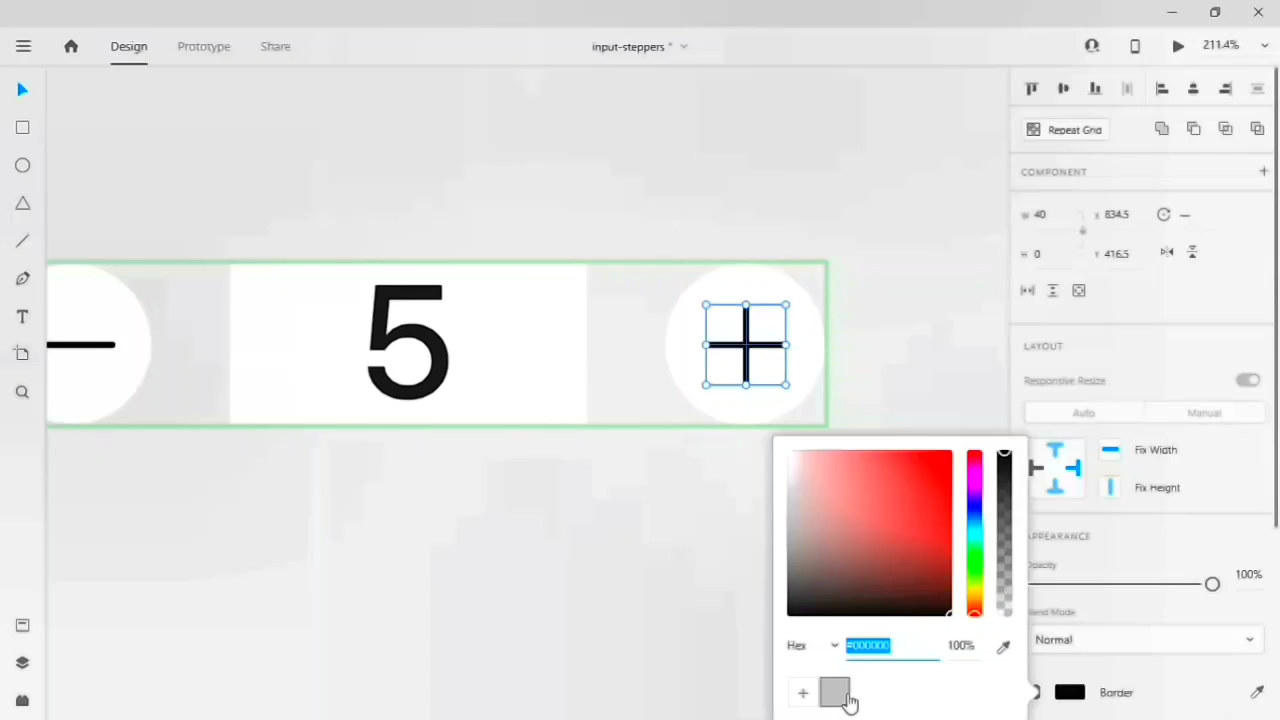 Design
Prototype
Share
input-steppers *
211.4%
Repeat Grid
COMPONENT
W 40
X 834.5
H 0
Y 416.5
5
LAYOUT
Responsive Resize
Auto
Manual
Fix Width
Fix Height
APPEARANCE
Opacity
100%
Blend Mode
Normal
Hex
#000000
100%
Border